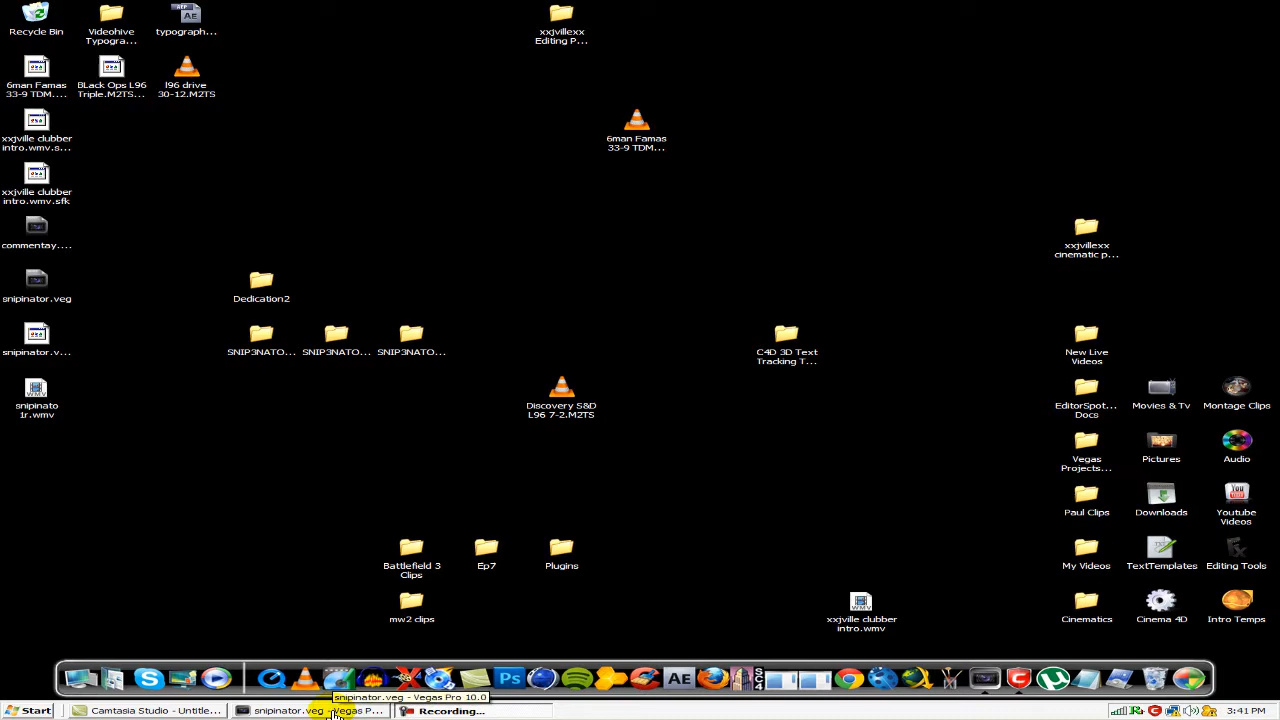 Recycle Bin
Videohive
Typogra...
typograph...
xxjvillexx
Editing P...
6man Famas
33-9 TDM....
BLack Ops L96
Triple.M2TS...
l96 drive
30-12.M2TS
6man Famas
33-9 TDM...
xxjville clubber
intro.wmv.s...
xxjville clubber
intro.wmv.sfk
commentay....
xxjvillexx
cinematic p...
snipinator.veg
Dedication2
snipinator.v...
SNIP3NATO...
SNIP3NATO...
SNIP3NATO...
C4D 3D Text
Tracking T...
New Live
Videos
snipinato
1r.wmv
Discovery S&D
L96 7-2.M2TS
EditorSpot...
Docs
Movies & Tv
Montage Clips
Vegas
Projects...
Pictures
Audio
Paul Clips
Downloads
Youtube
Videos
Battlefield 3
Clips
Ep7
Plugins
My Videos
TextTemplates
Editing Tools
mw2 clips
xxjville clubber
intro.wmv
Cinematics
Cinema 4D
Intro Temps
WMV
WMV
AE
Ps
AE
SC4
snipinator.veg - Vegas Pro 10.0
Start
Camtasia Studio - Untitle...
snipinator.veg - Vegas P...
Recording...
3:41 PM